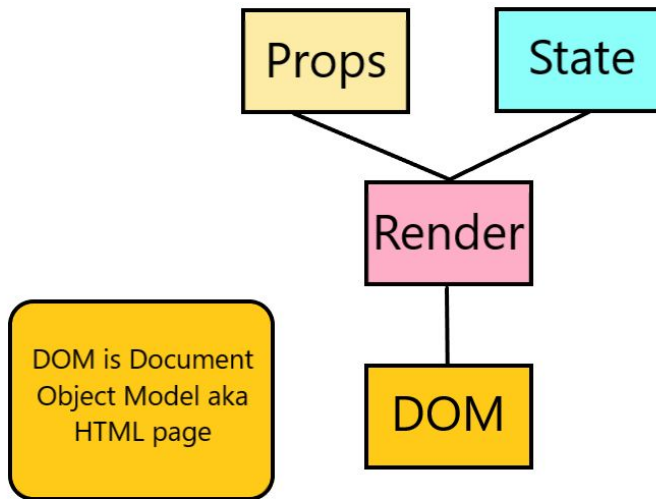 Props
State
Render
DOM is Document
Object Model aka
HTML page
DOM